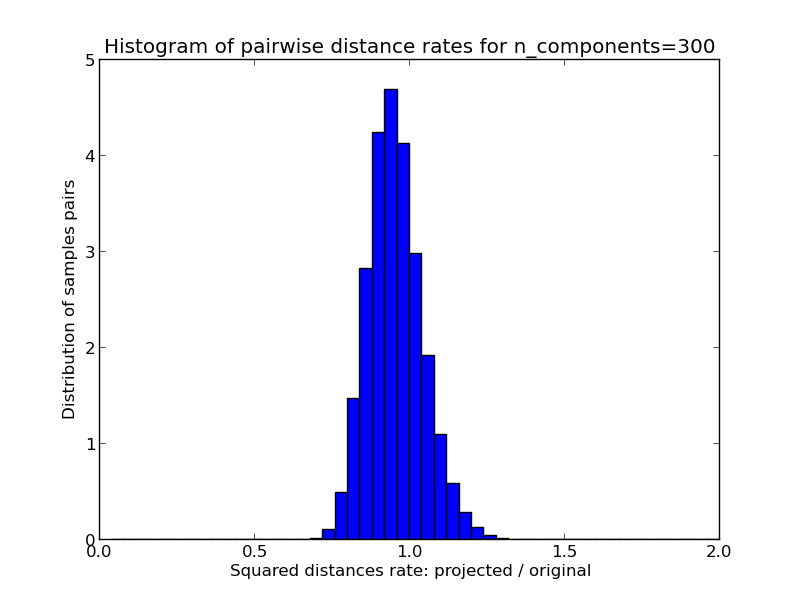 Histogram of pairwise distance rates for n_components=300
5
4
3
2
1
0
Distribution of samples pairs
0.0 0.5 1.0 1.5 2.0
Squared distances rate: projected / original